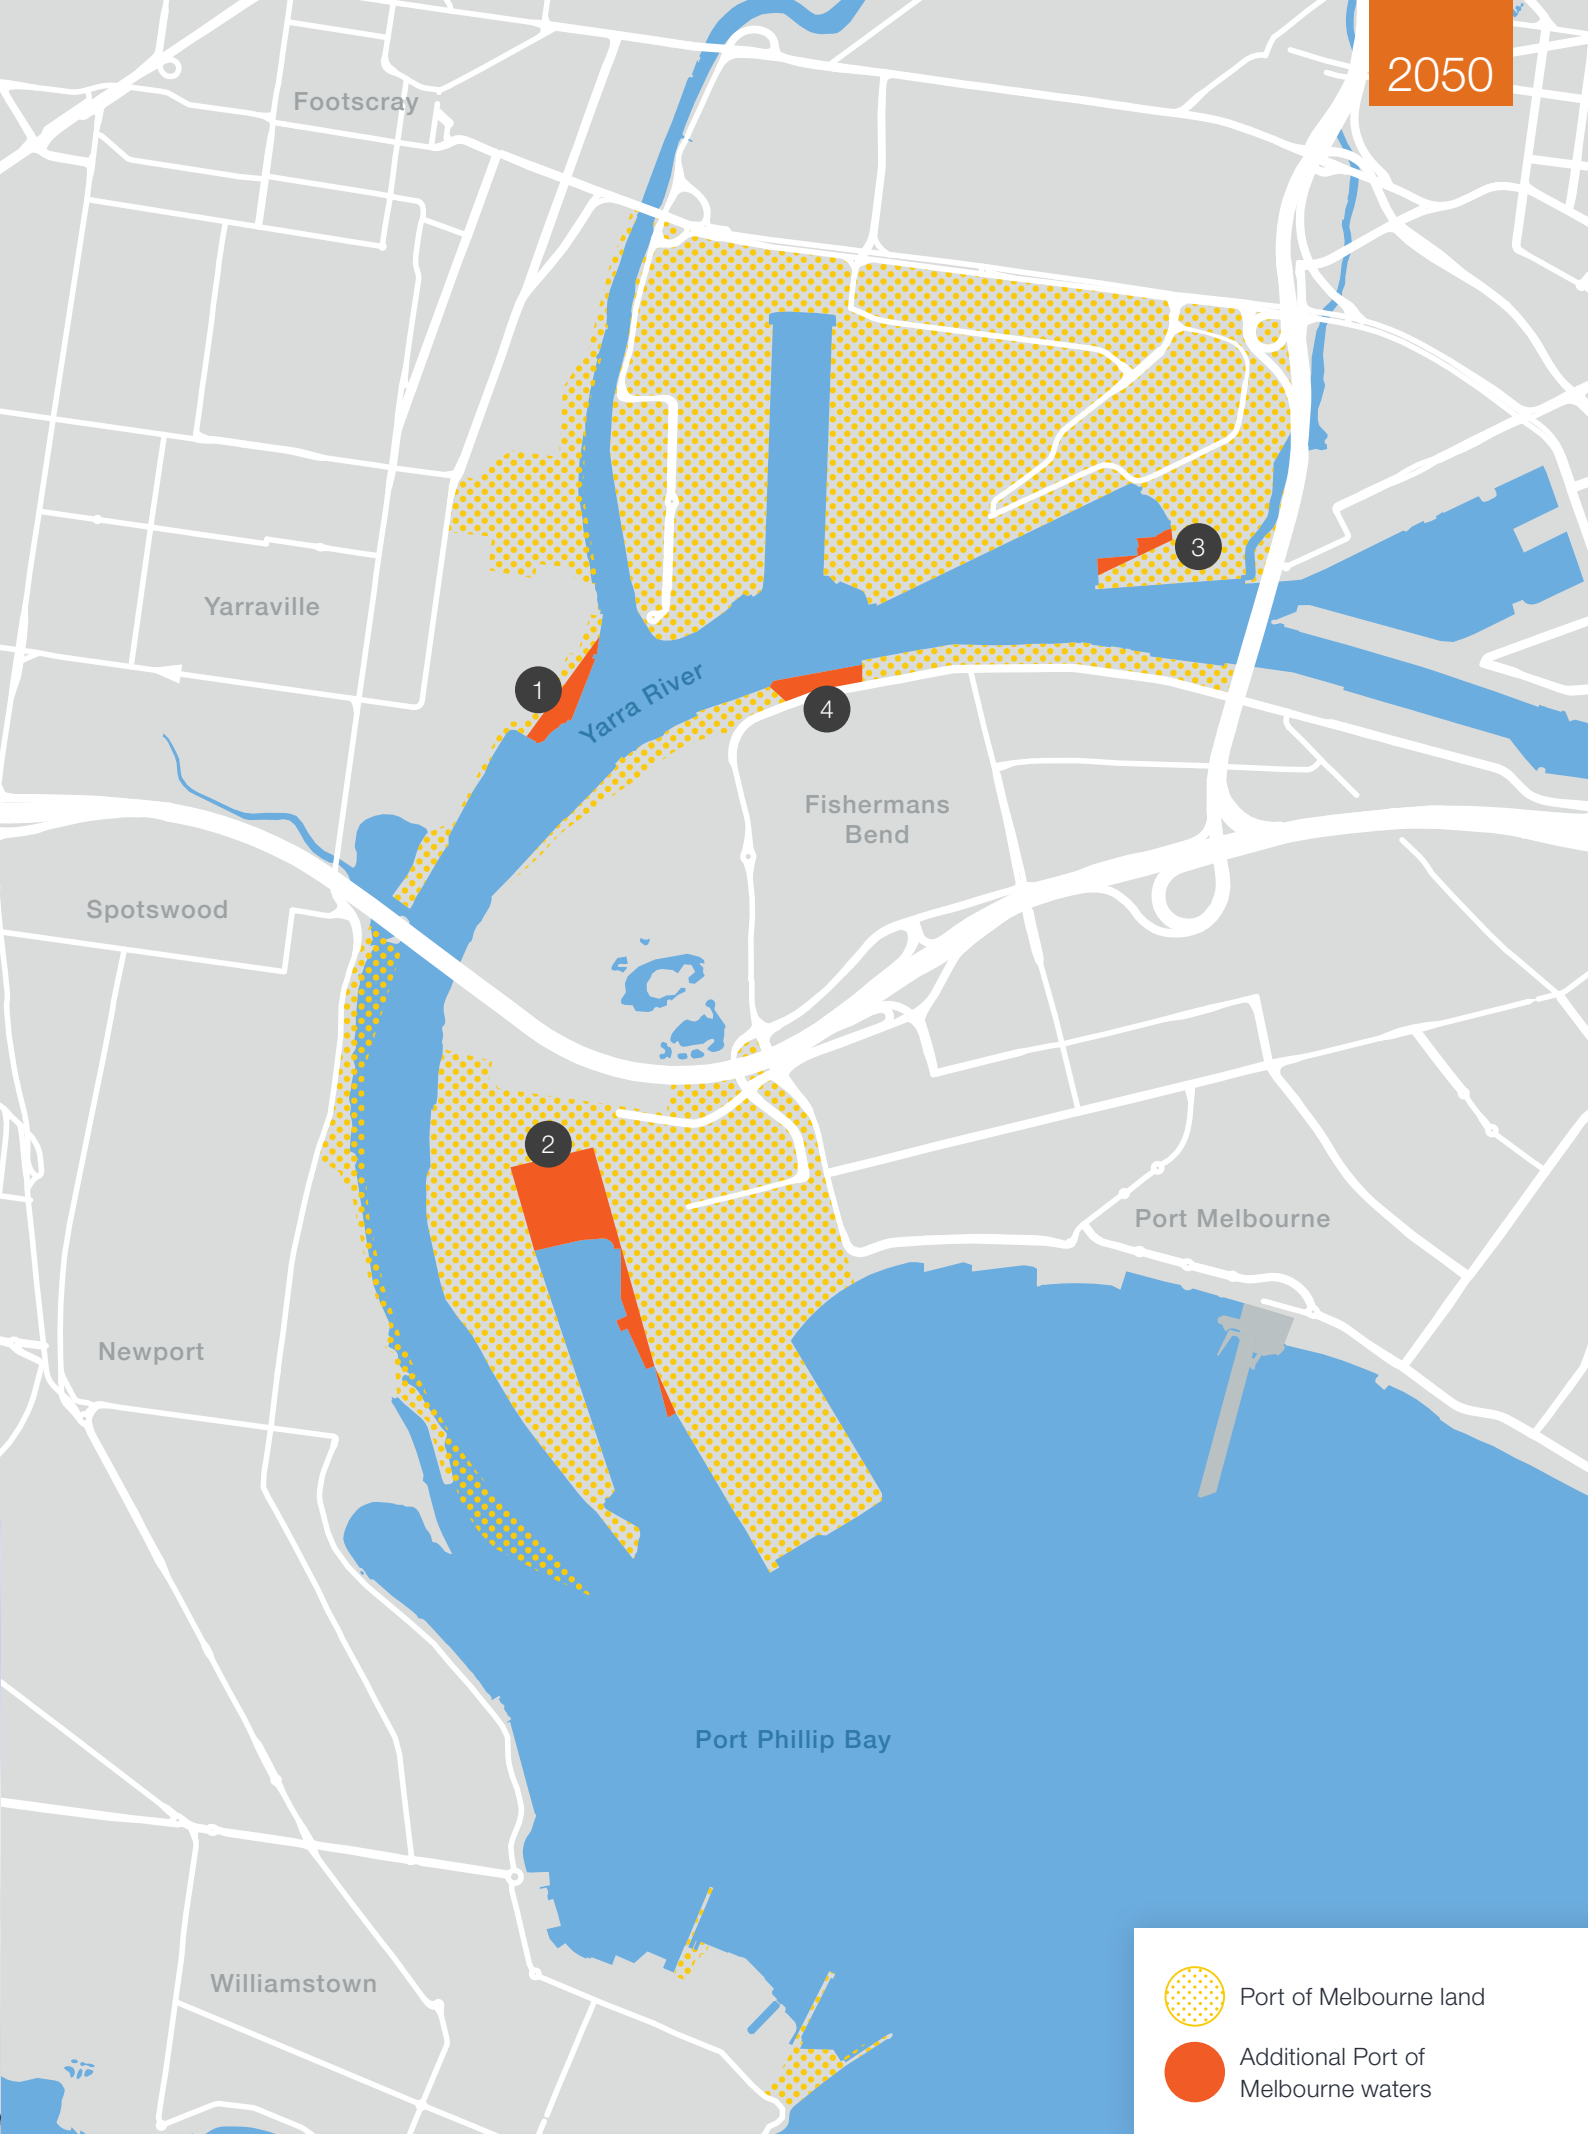 2050
Footscray
3
Yarraville
1
Yarra River
4
Fishermans
Bend
Spotswood
2
Port Melbourne
Newport
Port Phillip Bay
Williamstown
Port of Melbourne land
Additional Port of
Melbourne waters